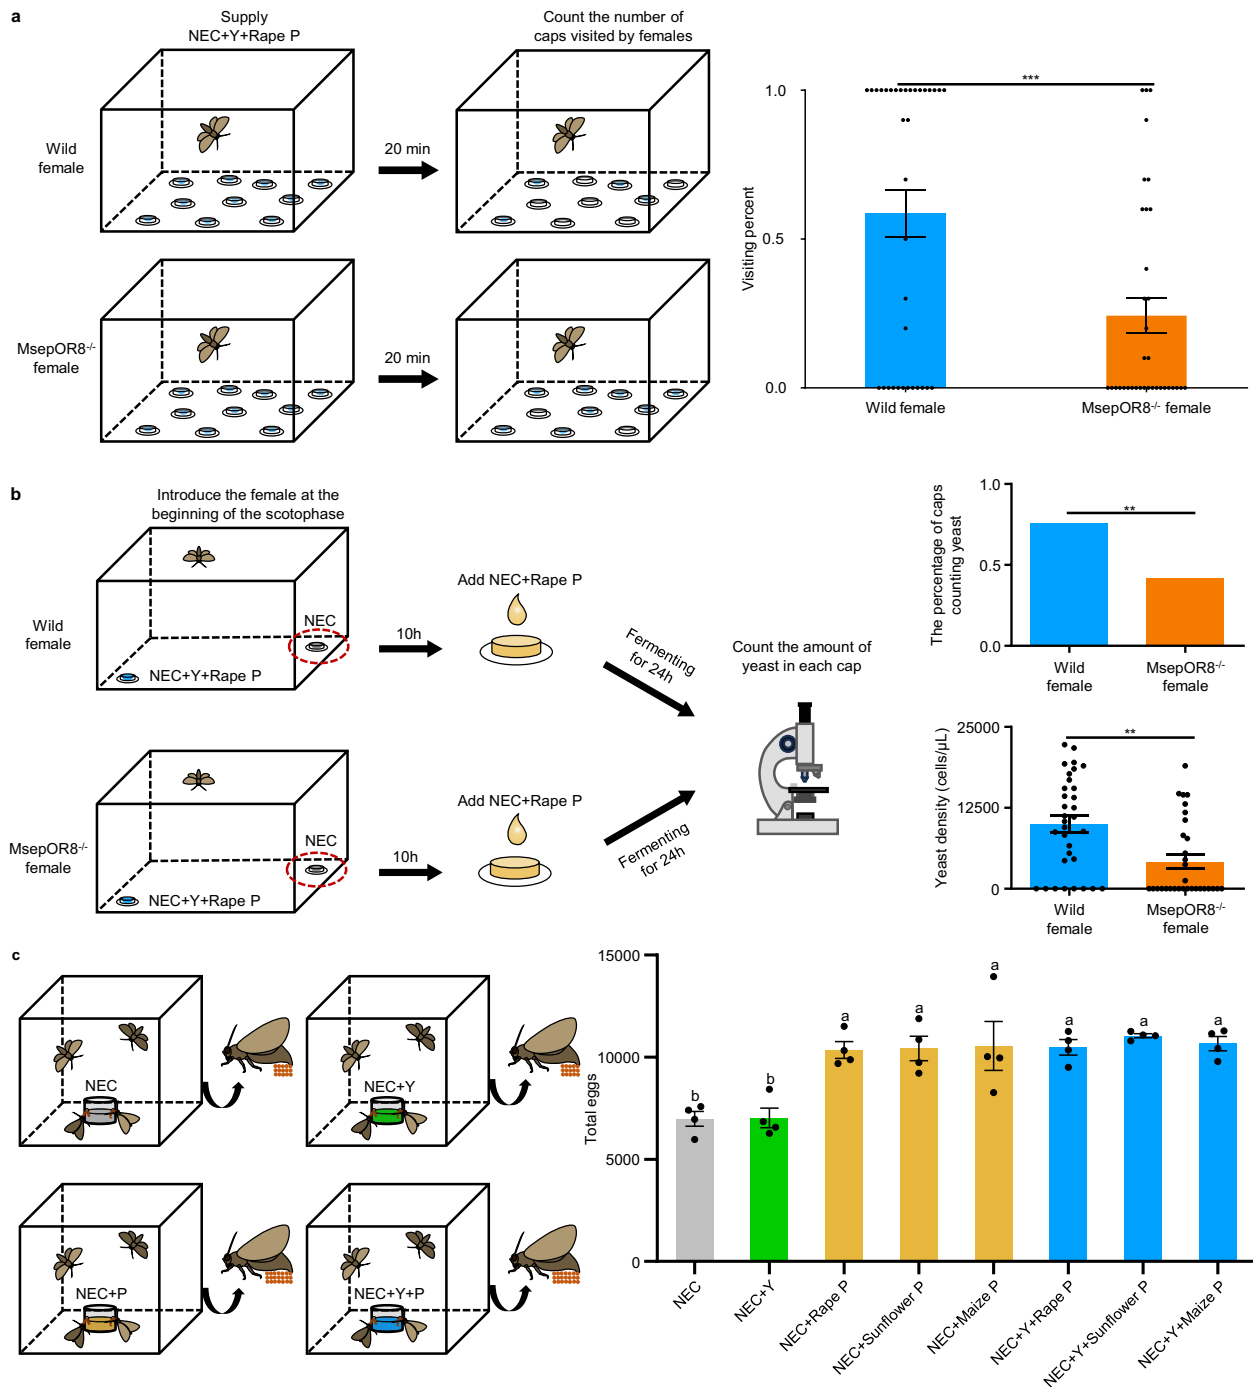 a
Supply
NEC+Y+Rape P
Count the number of
caps visited by females
Wild
female
20 min
MsepOR8-/-
female
20 min
Visiting percent
1.0
0.5
0.0
***
Wild female
MsepOR8-/- female
b
Introduce the female at the
beginning of the scotophase
Wild
female
NEC
NEC+Y+Rape P
10h
Add NEC+Rape P
Fermenting
for 24h
MsepOR8-/-
female
NEC
NEC+Y+Rape P
10h
Add NEC+Rape P
Fermenting
for 24h
Count the amount of
yeast in each cap
The percentage of caps
counting yeast
1.0
0.5
0.0
**
Wild
female
MsepOR8-/-
female
Yeast density (cells/μL)
25000
12500
0
**
Wild
female
MsepOR8-/-
female
c
NEC
NEC+Y
NEC+P
NEC+Y+P
Total eggs
15000
10000
5000
0
b
b
a
a
a
a
a
a
NEC
NEC+Y
NEC+Rape P
NEC+Sunflower P
NEC+Maize P
NEC+Y+Rape P
NEC+Y+Sunflower P
NEC+Y+Maize P